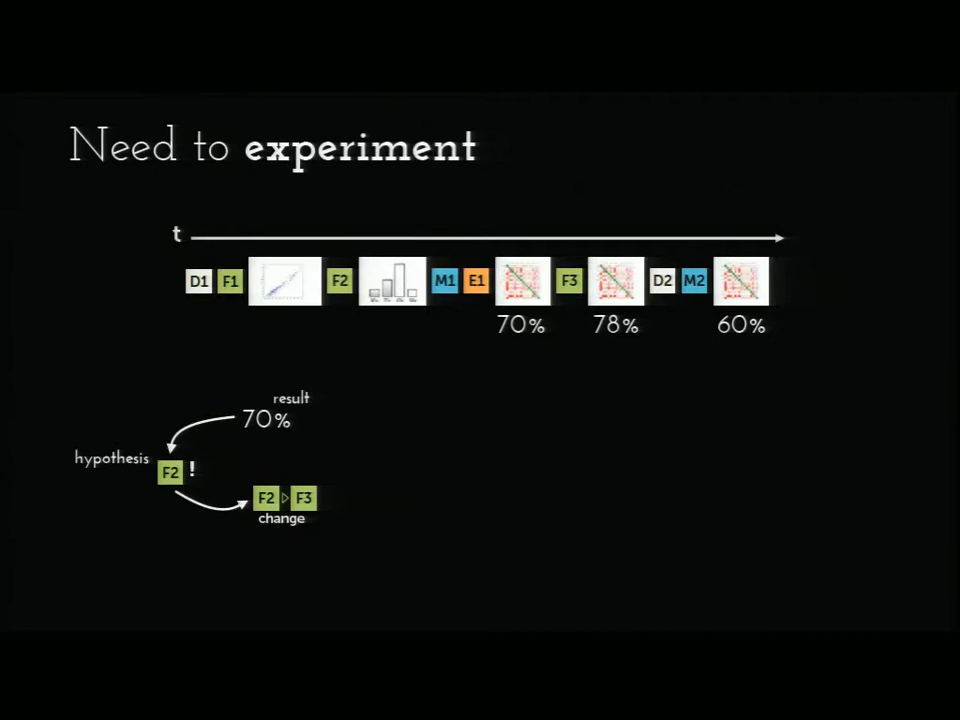 Need to experiment
t
D1 F1 F2 M1 E1 F3 D2 M2
70% 78% 60%
result
70%
hypothesis
F2 !
F2 ▷ F3
change